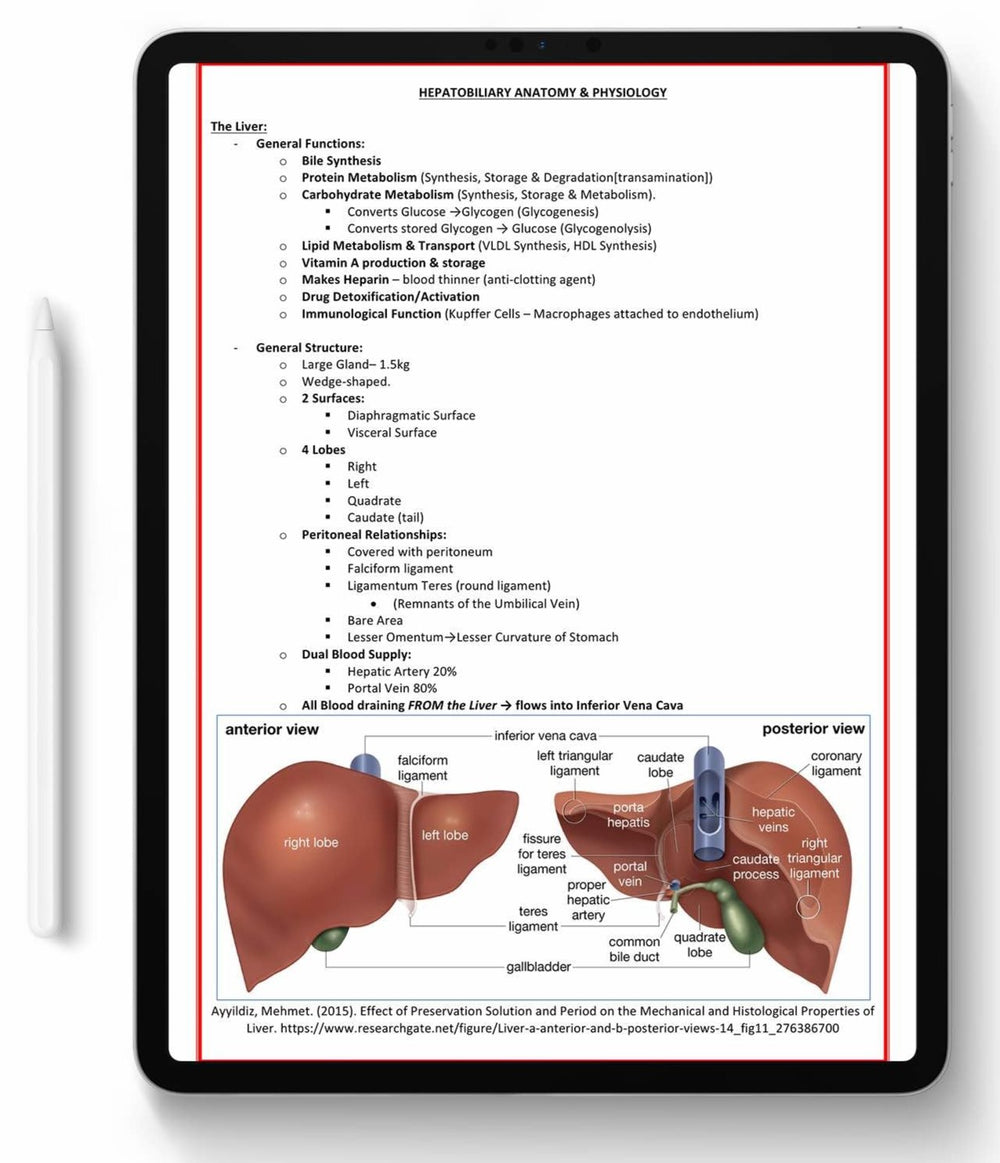 HEPATOBILIARY ANATOMY & PHYSIOLOGY
The Liver:
- General Functions:
o Bile Synthesis
o Protein Metabolism (Synthesis, Storage & Degradation[transamination])
o Carbohydrate Metabolism (Synthesis, Storage & Metabolism).
▪ Converts Glucose →Glycogen (Glycogenesis)
▪ Converts stored Glycogen → Glucose (Glycogenolysis)
o Lipid Metabolism & Transport (VLDL Synthesis, HDL Synthesis)
o Vitamin A production & storage
o Makes Heparin – blood thinner (anti-clotting agent)
o Drug Detoxification/Activation
o Immunological Function (Kupffer Cells – Macrophages attached to endothelium)
- General Structure:
o Large Gland– 1.5kg
o Wedge-shaped.
o 2 Surfaces:
▪ Diaphragmatic Surface
▪ Visceral Surface
o 4 Lobes
▪ Right
▪ Left
▪ Quadrate
▪ Caudate (tail)
o Peritoneal Relationships:
▪ Covered with peritoneum
▪ Falciform ligament
▪ Ligamentum Teres (round ligament)
• (Remnants of the Umbilical Vein)
▪ Bare Area
▪ Lesser Omentum→Lesser Curvature of Stomach
o Dual Blood Supply:
▪ Hepatic Artery 20%
▪ Portal Vein 80%
o All Blood draining FROM the Liver → flows into Inferior Vena Cava
anterior view
posterior view
inferior vena cava
falciform
ligament
left triangular
ligament
caudate
lobe
coronary
ligament
right lobe
left lobe
porta
hepatis
hepatic
veins
fissure
for teres
ligament
portal
vein
caudate
process
right
triangular
ligament
proper
hepatic
artery
teres
ligament
common
bile duct
quadrate
lobe
gallbladder
Ayyildiz, Mehmet. (2015). Effect of Preservation Solution and Period on the Mechanical and Histological Properties of
Liver. https://www.researchgate.net/figure/Liver-a-anterior-and-b-posterior-views-14_fig11_276386700